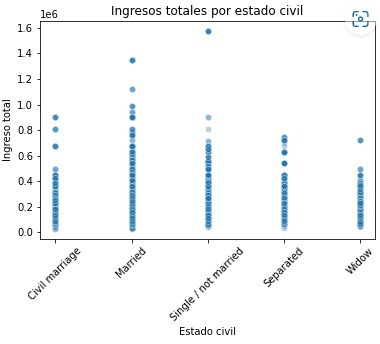 Ingresos totales por estado civil
1e6
1.6
1.4
1.2
1.0
0.8
0.6
0.4
0.2
0.0
Ingreso total
Civil marriage
Married
Single / not married
Separated
Widow
Estado civil